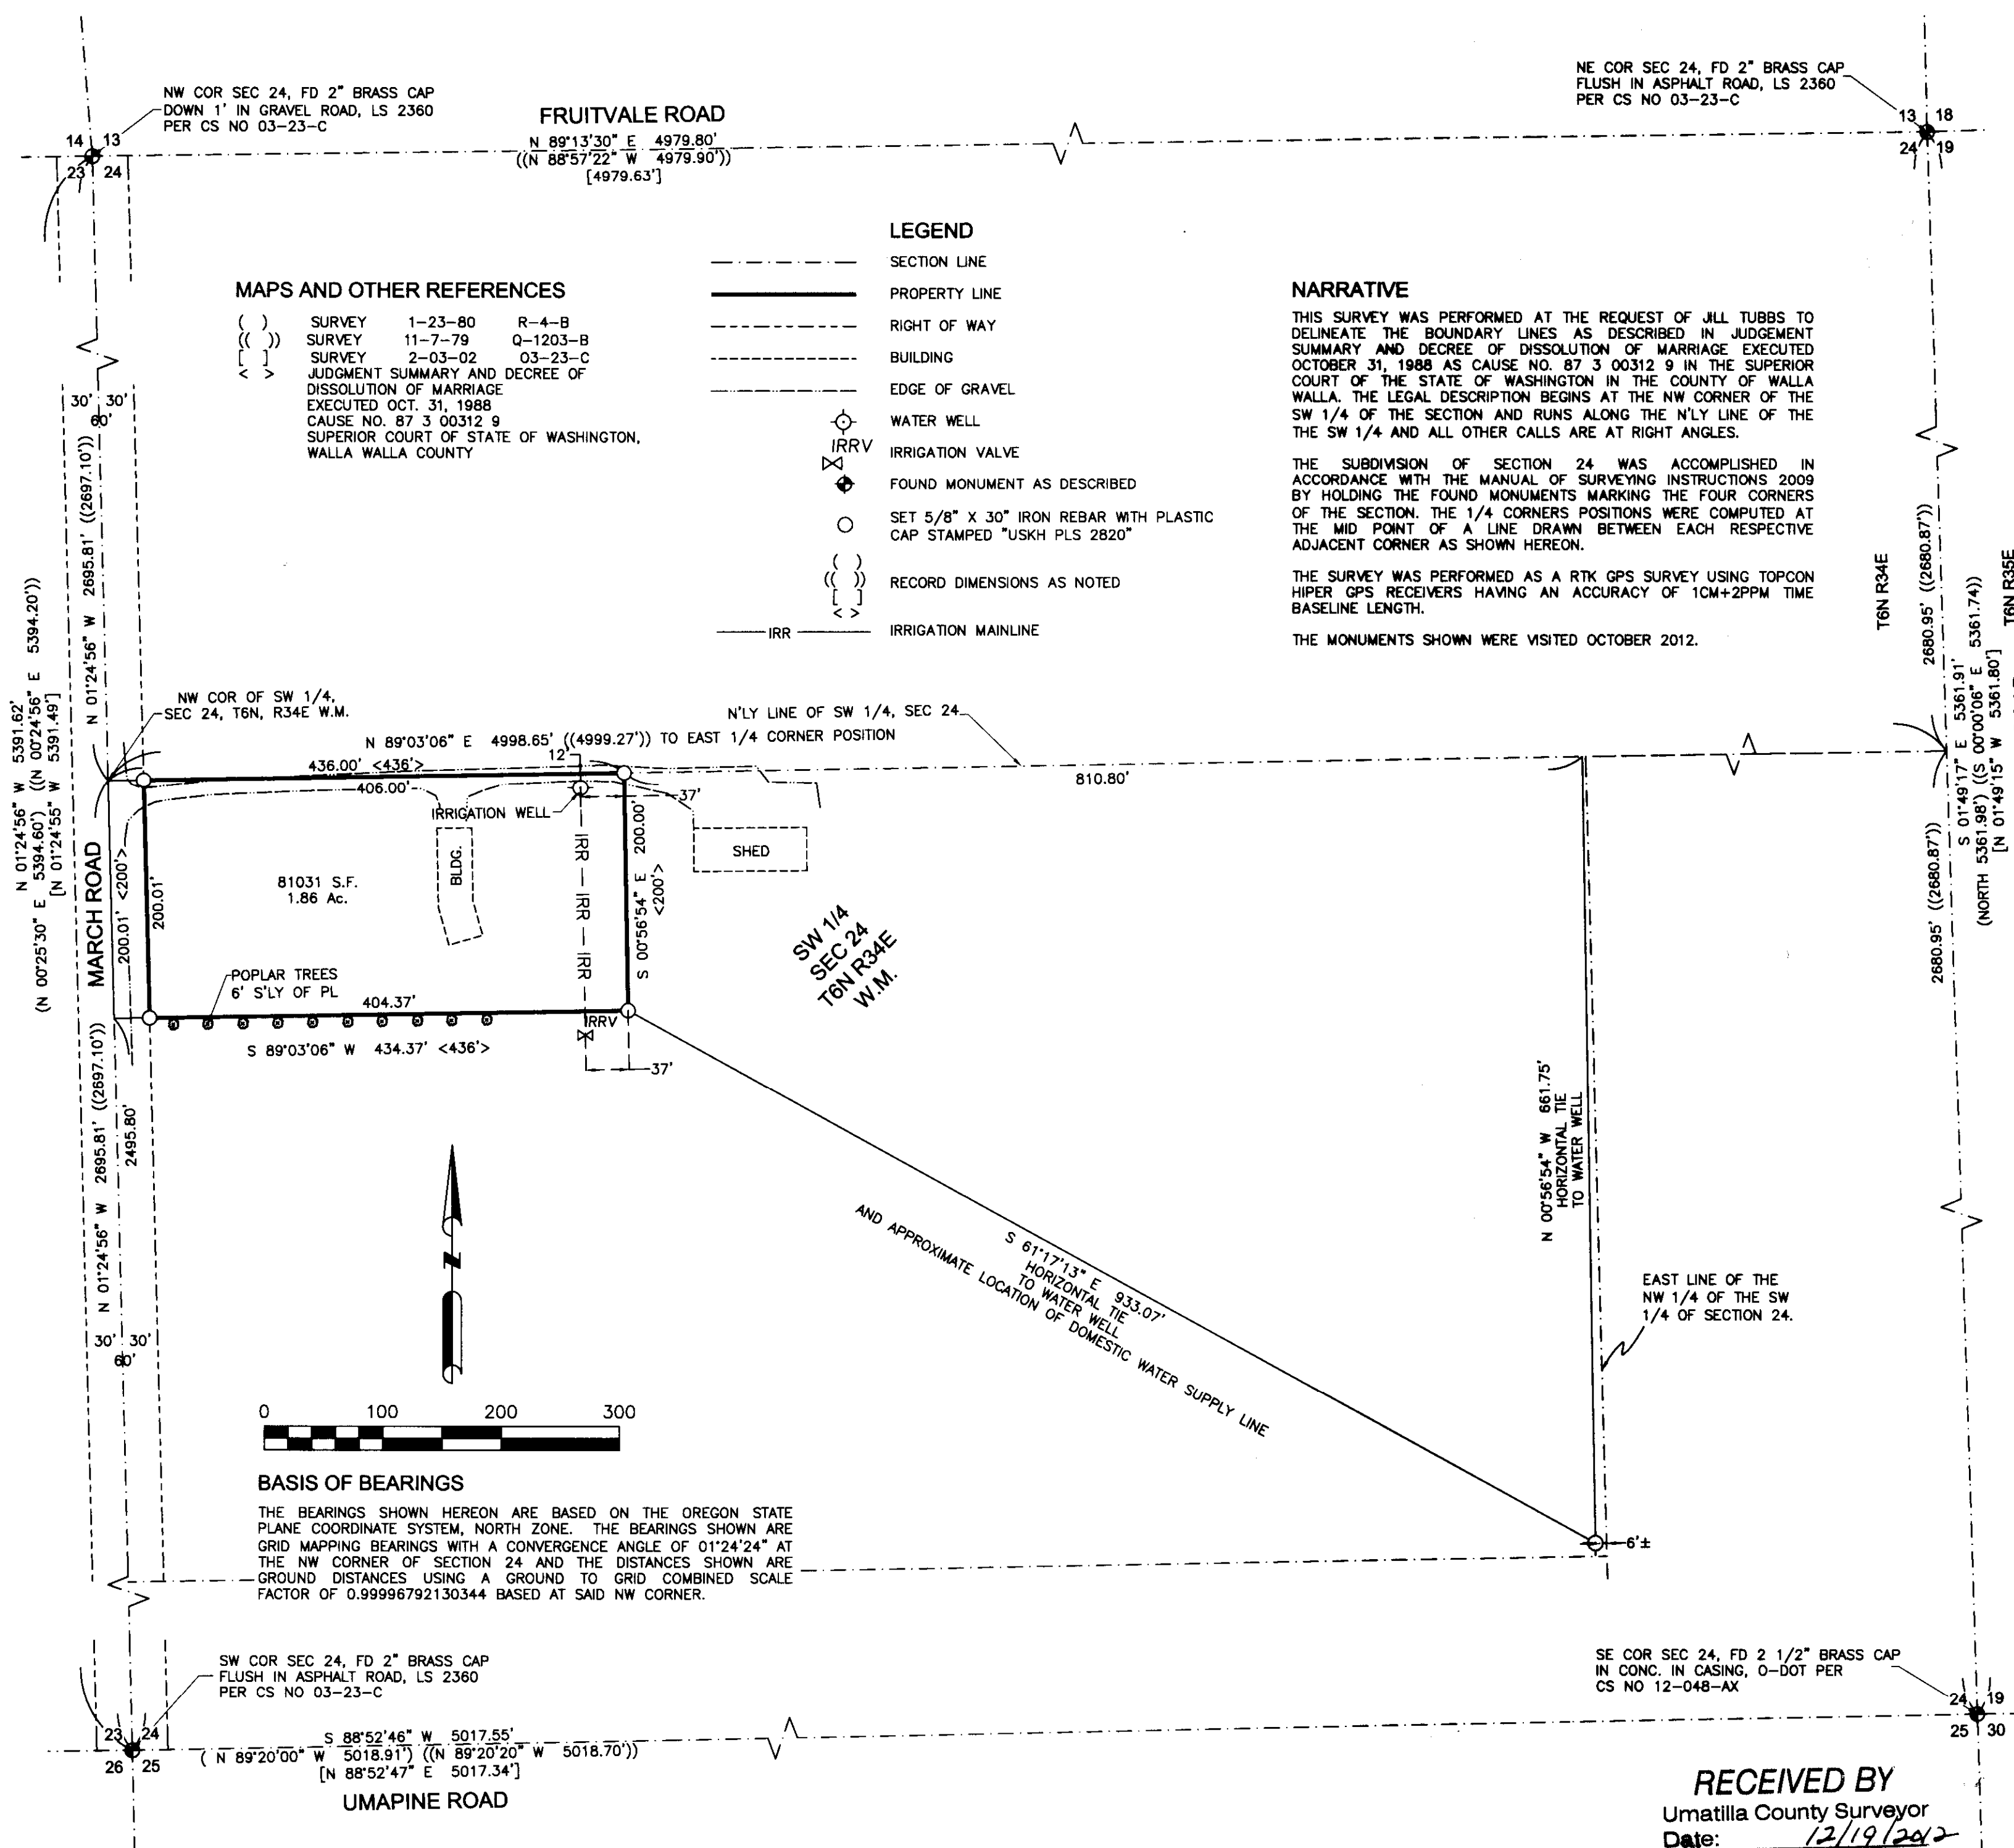 NW COR SEC 24, FD 2" BRASS CAP
DOWN 1' IN GRAVEL ROAD, LS 2360
PER CS NO 03-23-C
14 13
23 24
FRUITVALE ROAD
N 89°13'30" E 4979.80'
((N 88°57'22" W 4979.90'))
[4979.63']
NE COR SEC 24, FD 2" BRASS CAP
FLUSH IN ASPHALT ROAD, LS 2360
PER CS NO 03-23-C
13 18
24 19
MAPS AND OTHER REFERENCES
( ) SURVEY 1-23-80 R-4-B
(( )) SURVEY 11-7-79 Q-1203-B
[ ] SURVEY 2-03-02 03-23-C
< > JUDGMENT SUMMARY AND DECREE OF
DISSOLUTION OF MARRIAGE
EXECUTED OCT. 31, 1988
CAUSE NO. 87 3 00312 9
SUPERIOR COURT OF STATE OF WASHINGTON,
WALLA WALLA COUNTY
LEGEND
SECTION LINE
PROPERTY LINE
RIGHT OF WAY
BUILDING
EDGE OF GRAVEL
WATER WELL
IRRV
IRRIGATION VALVE
FOUND MONUMENT AS DESCRIBED
SET 5/8" X 30" IRON REBAR WITH PLASTIC
CAP STAMPED "USKH PLS 2820"
( )
(( ))
[ ]
< >
RECORD DIMENSIONS AS NOTED
IRR
IRRIGATION MAINLINE
NARRATIVE
THIS SURVEY WAS PERFORMED AT THE REQUEST OF JILL TUBBS TO
DELINEATE THE BOUNDARY LINES AS DESCRIBED IN JUDGEMENT
SUMMARY AND DECREE OF DISSOLUTION OF MARRIAGE EXECUTED
OCTOBER 31, 1988 AS CAUSE NO. 87 3 00312 9 IN THE SUPERIOR
COURT OF THE STATE OF WASHINGTON IN THE COUNTY OF WALLA
WALLA. THE LEGAL DESCRIPTION BEGINS AT THE NW CORNER OF THE
SW 1/4 OF THE SECTION AND RUNS ALONG THE N'LY LINE OF THE
THE SW 1/4 AND ALL OTHER CALLS ARE AT RIGHT ANGLES.
THE SUBDIVISION OF SECTION 24 WAS ACCOMPLISHED IN
ACCORDANCE WITH THE MANUAL OF SURVEYING INSTRUCTIONS 2009
BY HOLDING THE FOUND MONUMENTS MARKING THE FOUR CORNERS
OF THE SECTION. THE 1/4 CORNERS POSITIONS WERE COMPUTED AT
THE MID POINT OF A LINE DRAWN BETWEEN EACH RESPECTIVE
ADJACENT CORNER AS SHOWN HEREON.
THE SURVEY WAS PERFORMED AS A RTK GPS SURVEY USING TOPCON
HIPER GPS RECEIVERS HAVING AN ACCURACY OF 1CM+2PPM TIME
BASELINE LENGTH.
THE MONUMENTS SHOWN WERE VISITED OCTOBER 2012.
30' 30'
60'
N 01°24'56" W 2695.81' ((2697.10'))
N 01°24'56" W 5391.62'
(N 00°25'30" E 5394.60') ((N 00°24'56" E 5394.20'))
[N 01°24'55" W 5391.49']
T6N R34E
T6N R35E
2680.95' ((2680.87'))
S 01°49'17" E 5361.91'
(NORTH 5361.98') ((S 00°00'06" E 5361.74))
[N 01°49'15" W 5361.80']
2680.95' ((2680.87'))
NW COR OF SW 1/4,
SEC 24, T6N, R34E W.M.
N'LY LINE OF SW 1/4, SEC 24
N 89°03'06" E 4998.65' ((4999.27')) TO EAST 1/4 CORNER POSITION
436.00' <436'>
12'
810.80'
406.00'
37'
IRRIGATION WELL
MARCH ROAD
200.01' <200'>
200.01'
81031 S.F.
1.86 Ac.
BLDG.
IRR IRR IRR
S 00°56'54" E 200.00'
<200'>
SHED
SW 1/4
SEC 24
T6N R34E
W.M.
POPLAR TREES
6' S'LY OF PL
404.37'
IRRV
S 89°03'06" W 434.37' <436'>
37'
N 01°24'56" W 2695.81' ((2697.10'))
2495.80'
30' 30'
60'
N
N 00°56'54" W 661.75'
HORIZONTAL TIE
TO WATER WELL
S 61°17'13" E 933.07'
HORIZONTAL TIE
TO WATER WELL
AND APPROXIMATE LOCATION OF DOMESTIC WATER SUPPLY LINE
EAST LINE OF THE
NW 1/4 OF THE SW
1/4 OF SECTION 24.
0 100 200 300
BASIS OF BEARINGS
THE BEARINGS SHOWN HEREON ARE BASED ON THE OREGON STATE
PLANE COORDINATE SYSTEM, NORTH ZONE. THE BEARINGS SHOWN ARE
GRID MAPPING BEARINGS WITH A CONVERGENCE ANGLE OF 01°24'24" AT
THE NW CORNER OF SECTION 24 AND THE DISTANCES SHOWN ARE
GROUND DISTANCES USING A GROUND TO GRID COMBINED SCALE
FACTOR OF 0.99996792130344 BASED AT SAID NW CORNER.
6'±
SW COR SEC 24, FD 2" BRASS CAP
FLUSH IN ASPHALT ROAD, LS 2360
PER CS NO 03-23-C
23 24
26 25
S 88°52'46" W 5017.55'
( N 89°20'00" W 5018.91') ((N 89°20'20" W 5018.70'))
[N 88°52'47" E 5017.34']
UMAPINE ROAD
SE COR SEC 24, FD 2 1/2" BRASS CAP
IN CONC. IN CASING, O-DOT PER
CS NO 12-048-AX
24 19
25 30
RECEIVED BY
Umatilla County Surveyor
Date: 12/19/2012